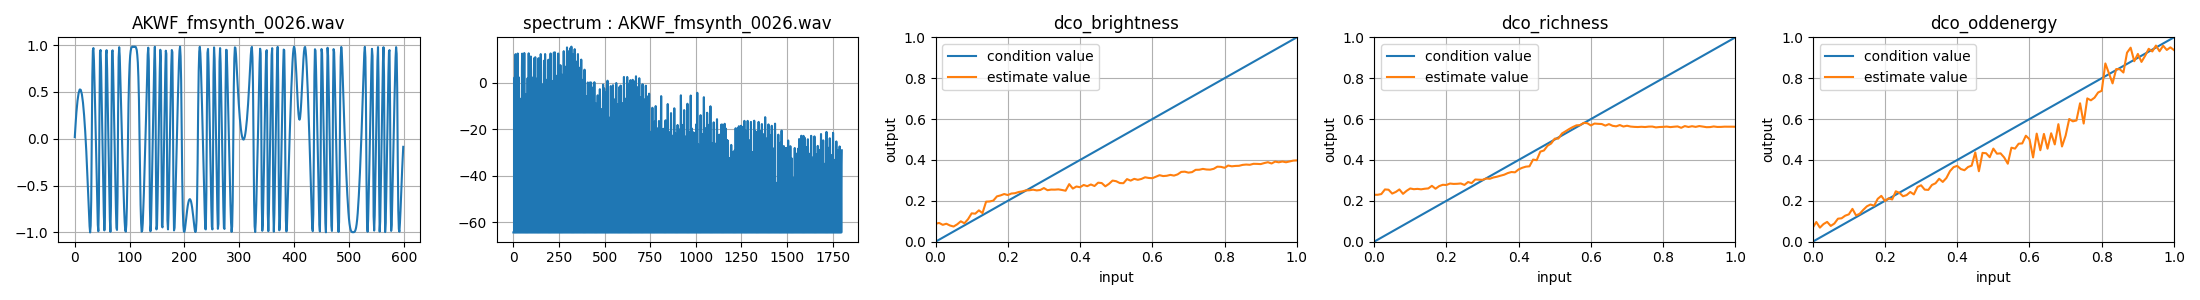 AKWF_fmsynth_0026.wav
1.0
0.5
0.0
−0.5
−1.0
0 100 200 300 400 500 600
spectrum : AKWF_fmsynth_0026.wav
0
−20
−40
−60
0 250 500 750 1000 1250 1500 1750
dco_brightness
condition value
estimate value
output
1.0
0.8
0.6
0.4
0.2
0.0
0.0 0.2 0.4 0.6 0.8 1.0
input
dco_richness
condition value
estimate value
output
1.0
0.8
0.6
0.4
0.2
0.0
0.0 0.2 0.4 0.6 0.8 1.0
input
dco_oddenergy
condition value
estimate value
output
1.0
0.8
0.6
0.4
0.2
0.0
0.0 0.2 0.4 0.6 0.8 1.0
input